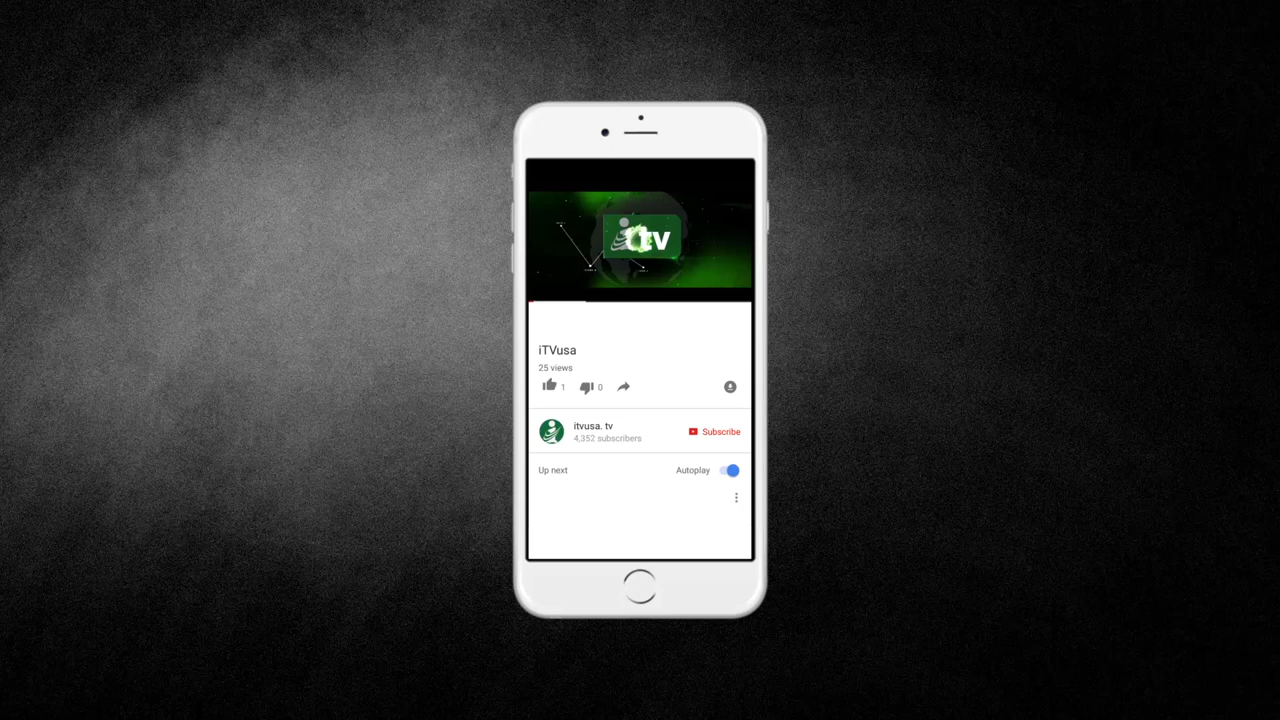 itv
iTVusa
25 views
1 0
itvusa. tv
4,352 subscribers
Subscribe
Up next
Autoplay